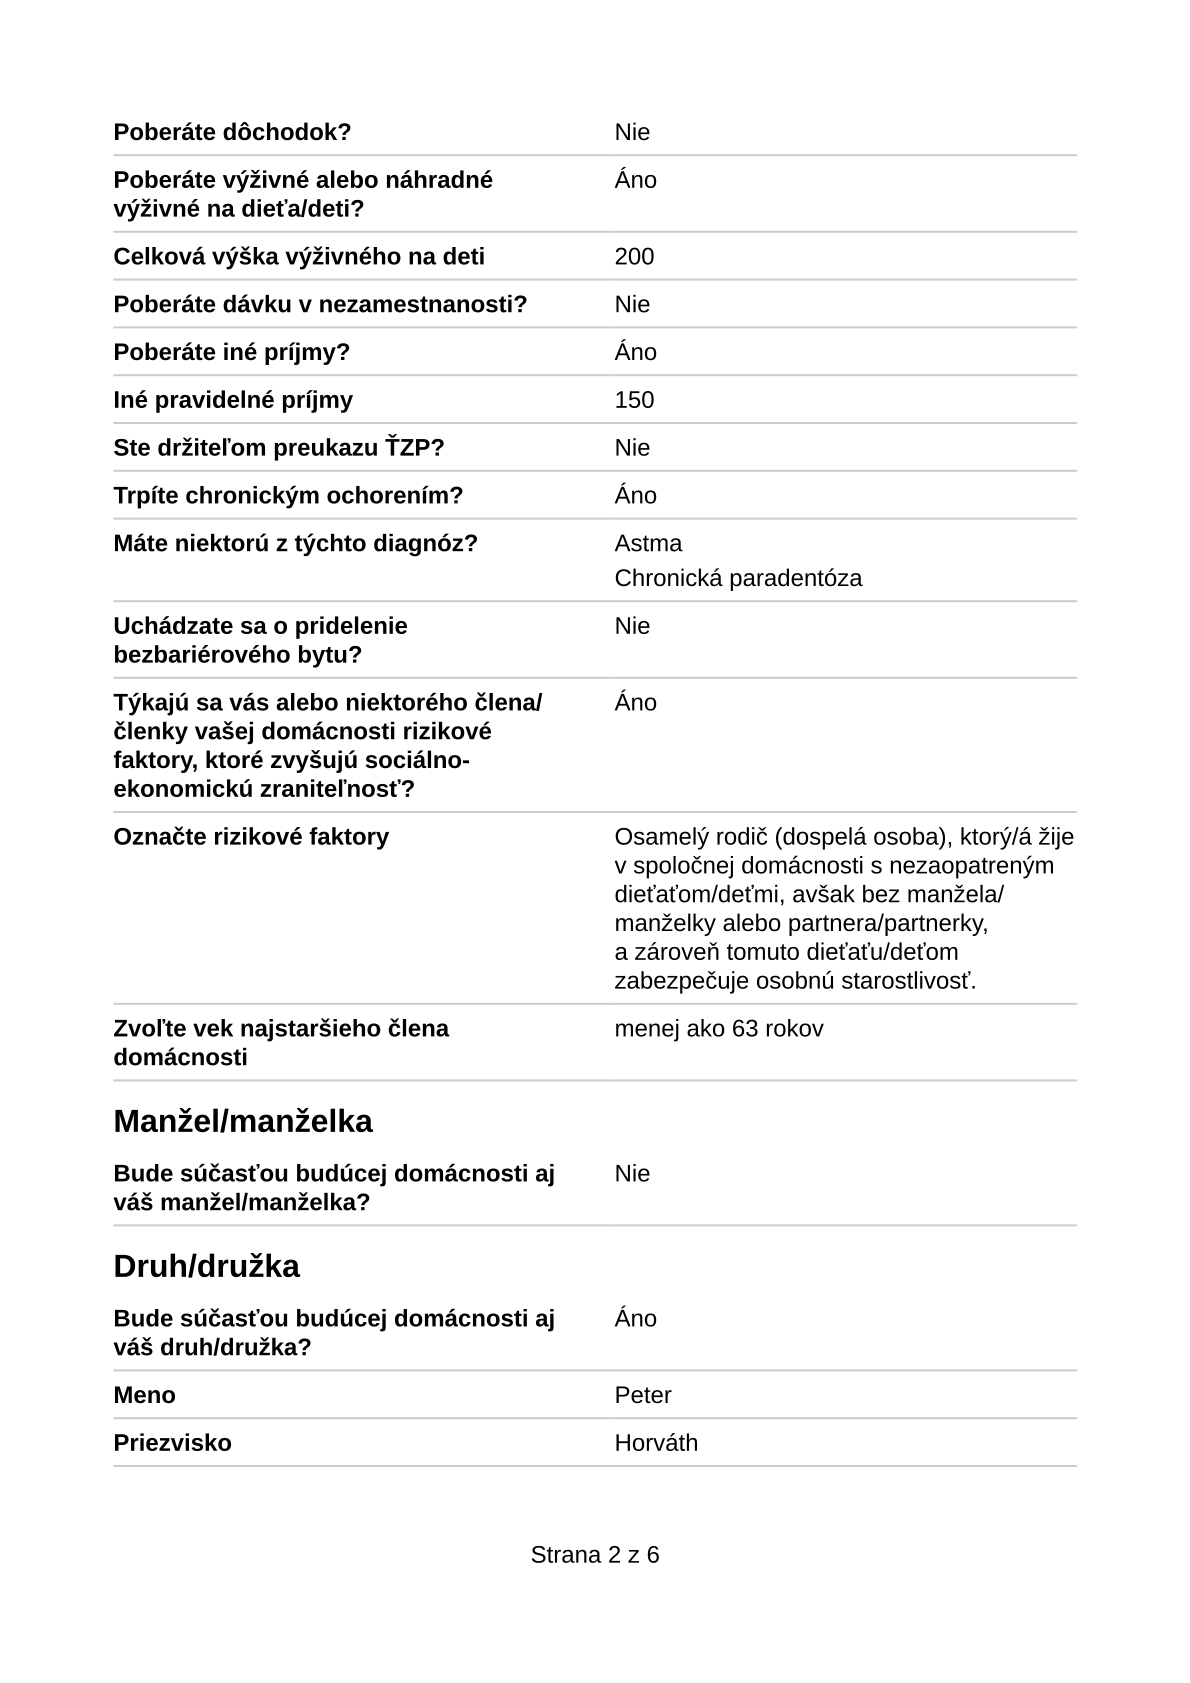 Poberáte dôchodok? Nie
Poberáte výživné alebo náhradné Áno
výživné na dieťa/deti?
Celková výška výživného na deti 200
Poberáte dávku v nezamestnanosti? Nie
Poberáte iné príjmy? Áno
Iné pravidelné príjmy 150
Ste držiteľom preukazu ŤZP? Nie
Trpíte chronickým ochorením? Áno
Máte niektorú z týchto diagnóz? Astma
Chronická paradentóza
Uchádzate sa o pridelenie Nie
bezbariérového bytu?
Týkajú sa vás alebo niektorého člena/ Áno
členky vašej domácnosti rizikové
faktory, ktoré zvyšujú sociálno-
ekonomickú zraniteľnosť?
Označte rizikové faktory Osamelý rodič (dospelá osoba), ktorý/á žije
v spoločnej domácnosti s nezaopatreným
dieťaťom/deťmi, avšak bez manžela/
manželky alebo partnera/partnerky,
a zároveň tomuto dieťaťu/deťom
zabezpečuje osobnú starostlivosť.
Zvoľte vek najstaršieho člena menej ako 63 rokov
domácnosti
Manžel/manželka
Bude súčasťou budúcej domácnosti aj Nie
váš manžel/manželka?
Druh/družka
Bude súčasťou budúcej domácnosti aj Áno
váš druh/družka?
Meno Peter
Priezvisko Horváth
Strana 2 z 6